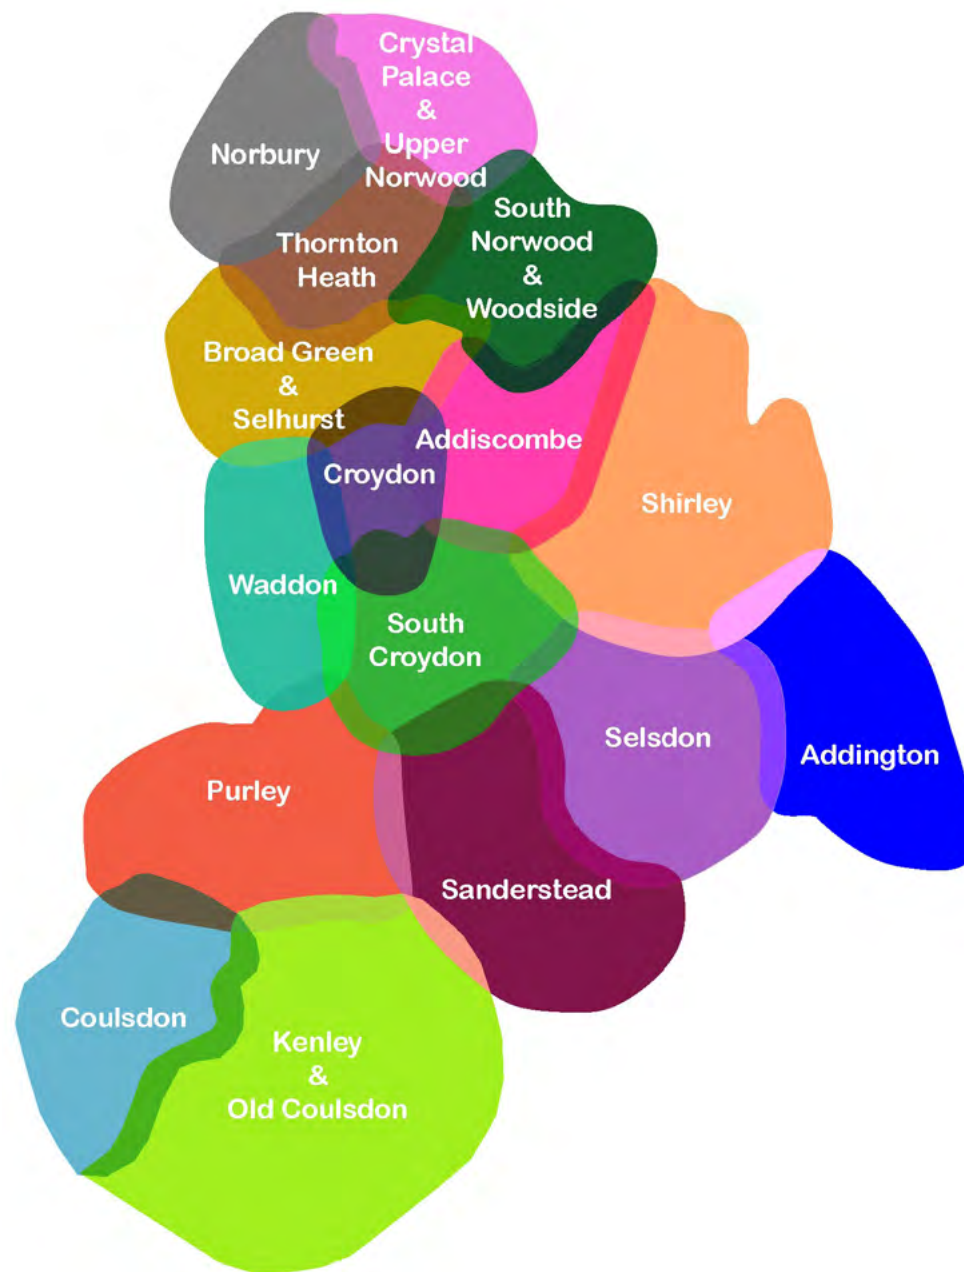 Crystal
Palace
&
Upper
Norwood
Norbury
South
Norwood
&
Woodside
Thornton
Heath
Broad Green
&
Selhurst
Addiscombe
Croydon
Shirley
Waddon
South
Croydon
Selsdon
Addington
Purley
Sanderstead
Coulsdon
Kenley
&
Old Coulsdon